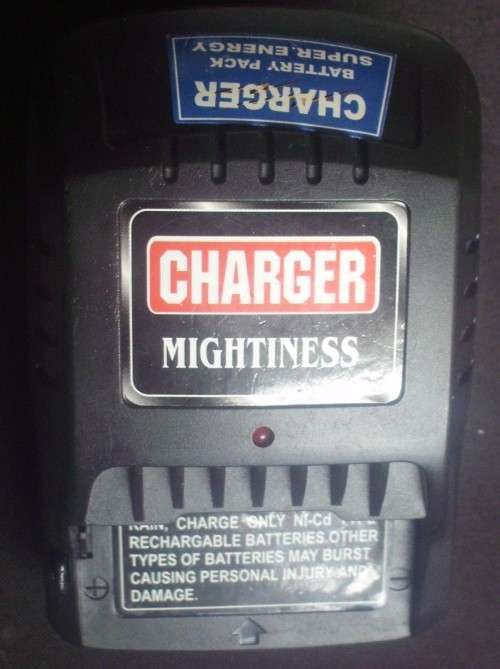 CHARGER
BATTERY PACK
SUPER.ENERGY
CHARGER
MIGHTINESS
RAIN, CHARGE ONLY Ni-Cd TYPE
RECHARGABLE BATTERIES.OTHER
TYPES OF BATTERIES MAY BURST
CAUSING PERSONAL INJURY AND
DAMAGE.